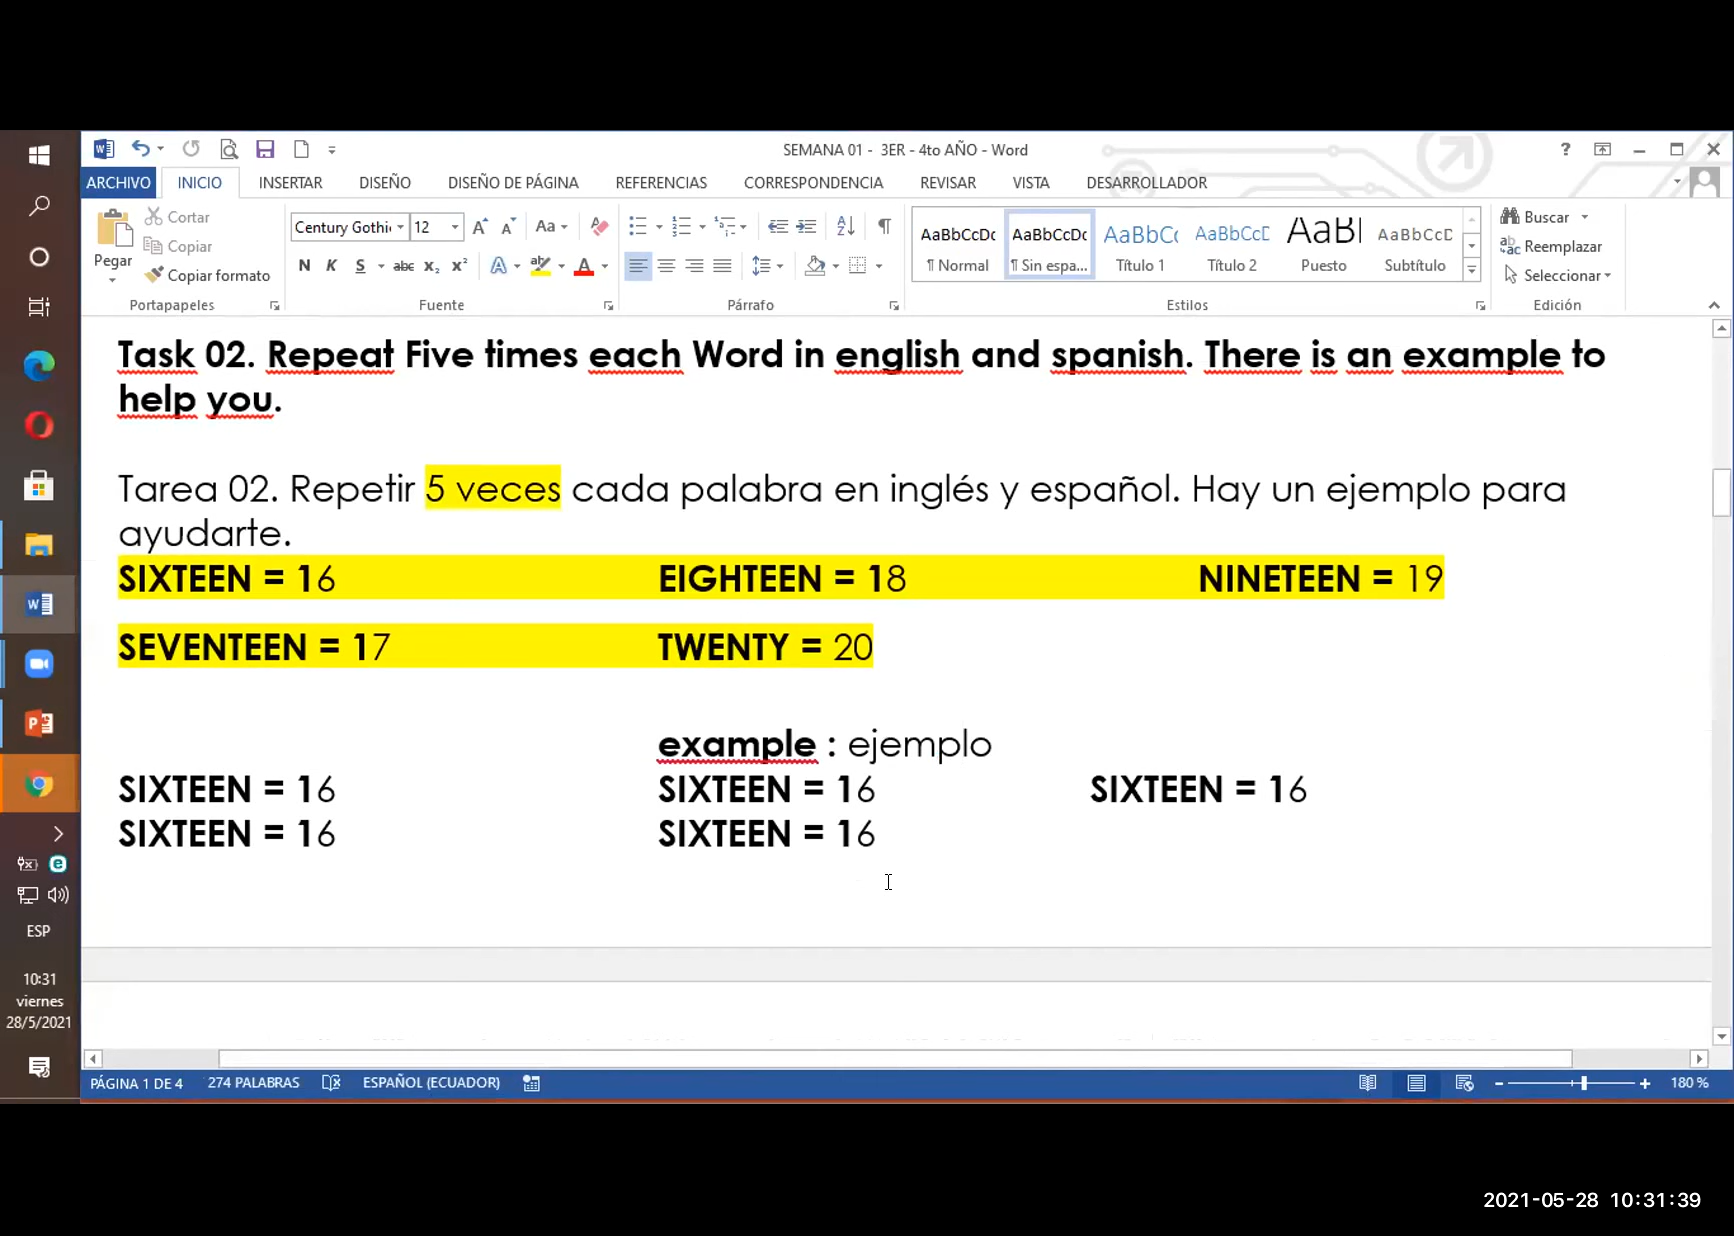 SEMANA 01 - 3ER - 4to AÑO - Word
ARCHIVO INICIO INSERTAR DISEÑO DISEÑO DE PÁGINA REFERENCIAS CORRESPONDENCIA REVISAR VISTA DESARROLLADOR
Pegar
Cortar
Copiar
Copiar formato
Portapapeles
Century Gothi 12
N K S abc x₂ x²
Fuente
Párrafo
AaBbCcDc AaBbCcDc AaBbC AaBbCcD AaB AaBbCcD
¶ Normal ¶ Sin espa... Título 1 Título 2 Puesto Subtítulo
Estilos
Buscar
Reemplazar
Seleccionar
Edición
Task 02. Repeat Five times each Word in english and spanish. There is an example to
help you.
Tarea 02. Repetir 5 veces cada palabra en inglés y español. Hay un ejemplo para
ayudarte.
SIXTEEN = 16 EIGHTEEN = 18 NINETEEN = 19
SEVENTEEN = 17 TWENTY = 20
example : ejemplo
SIXTEEN = 16 SIXTEEN = 16 SIXTEEN = 16
SIXTEEN = 16 SIXTEEN = 16
ESP
10:31
viernes
28/5/2021
PÁGINA 1 DE 4 274 PALABRAS ESPAÑOL (ECUADOR) 180 %
2021-05-28 10:31:39